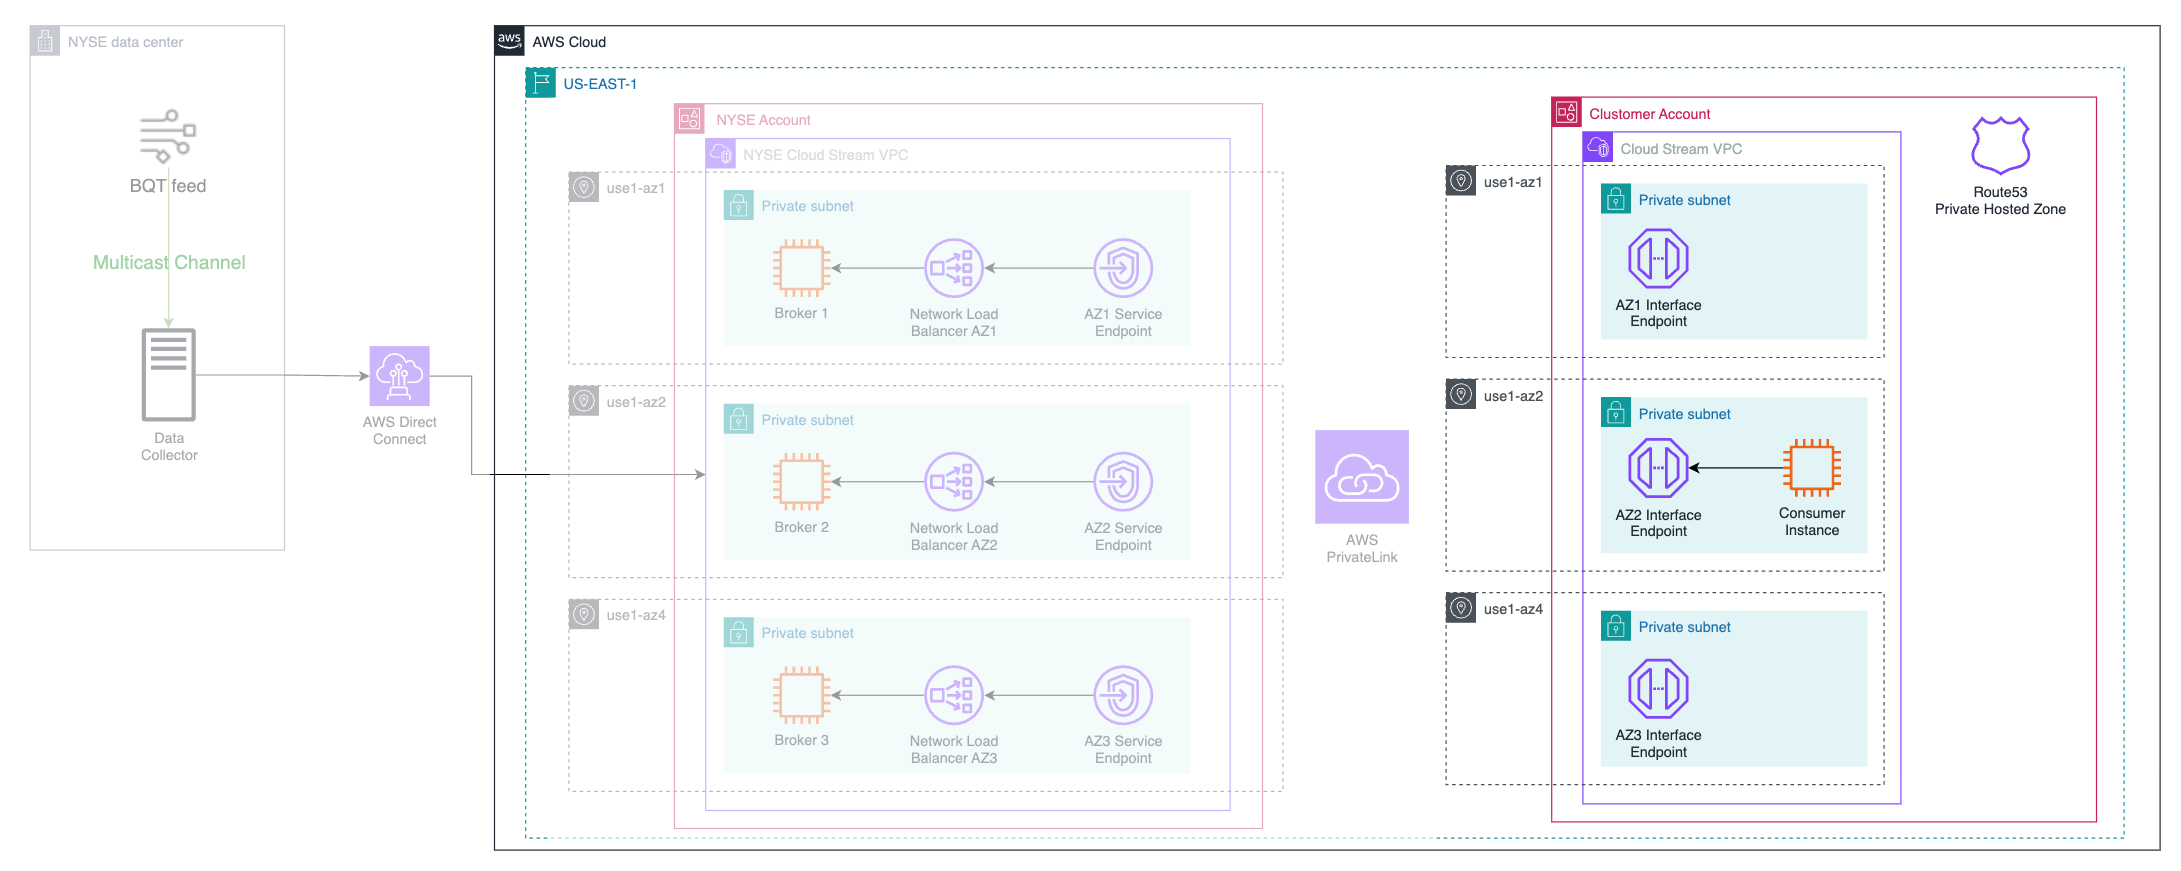 NYSE data center
BQT feed
Multicast Channel
Data
Collector
AWS Direct
Connect
aws
AWS Cloud
US-EAST-1
NYSE Account
NYSE Cloud Stream VPC
use1-az1
Private subnet
Broker 1
Network Load
Balancer AZ1
AZ1 Service
Endpoint
use1-az2
Private subnet
Broker 2
Network Load
Balancer AZ2
AZ2 Service
Endpoint
use1-az4
Private subnet
Broker 3
Network Load
Balancer AZ3
AZ3 Service
Endpoint
AWS
PrivateLink
Clustomer Account
Cloud Stream VPC
use1-az1
Private subnet
AZ1 Interface
Endpoint
use1-az2
Private subnet
AZ2 Interface
Endpoint
Consumer
Instance
use1-az4
Private subnet
AZ3 Interface
Endpoint
Route53
Private Hosted Zone